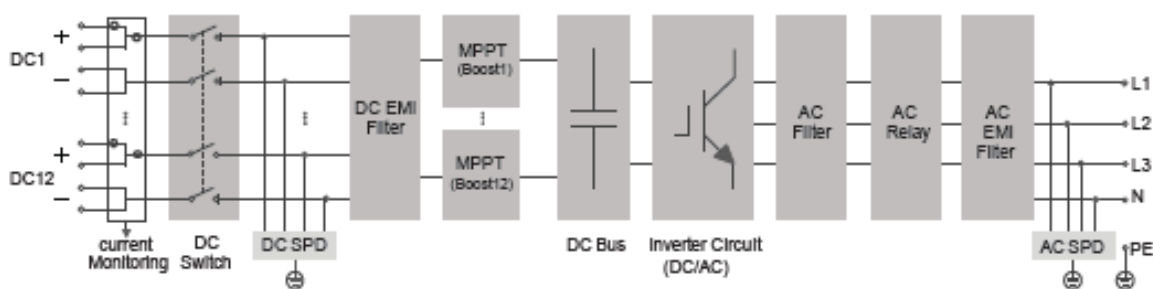 +
DC1
−
+
DC12
−
current
Monitoring
DC
Switch
DC SPD
DC EMI
Filter
MPPT
(Boost1)
MPPT
(Boost12)
DC Bus
Inverter Circuit
(DC/AC)
AC
Filter
AC
Relay
AC
EMI
Filter
AC SPD
L1
L2
L3
N
PE